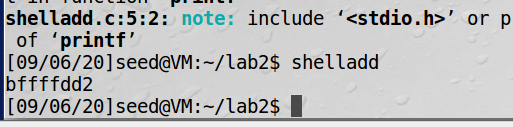 shelladd.c:5:2: note: include ‘<stdio.h>’ or p
of ‘printf’
[09/06/20]seed@VM:~/lab2$ shelladd
bffffdd2
[09/06/20]seed@VM:~/lab2$